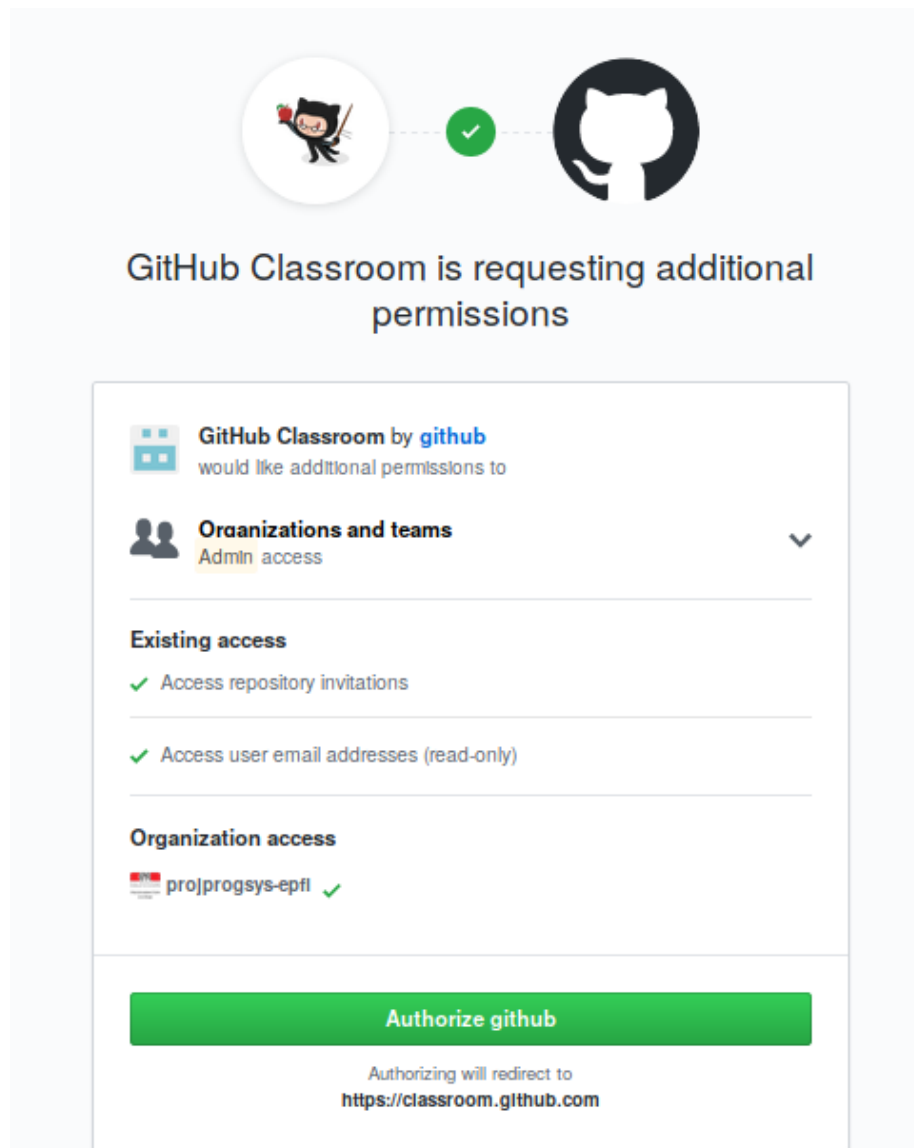 GitHub Classroom is requesting additional
permissions
GitHub Classroom by github
would like additional permissions to
Organizations and teams
Admin access
Existing access
Access repository invitations
Access user email addresses (read-only)
Organization access
projprogsys-epfl
Authorize github
Authorizing will redirect to
https://classroom.github.com